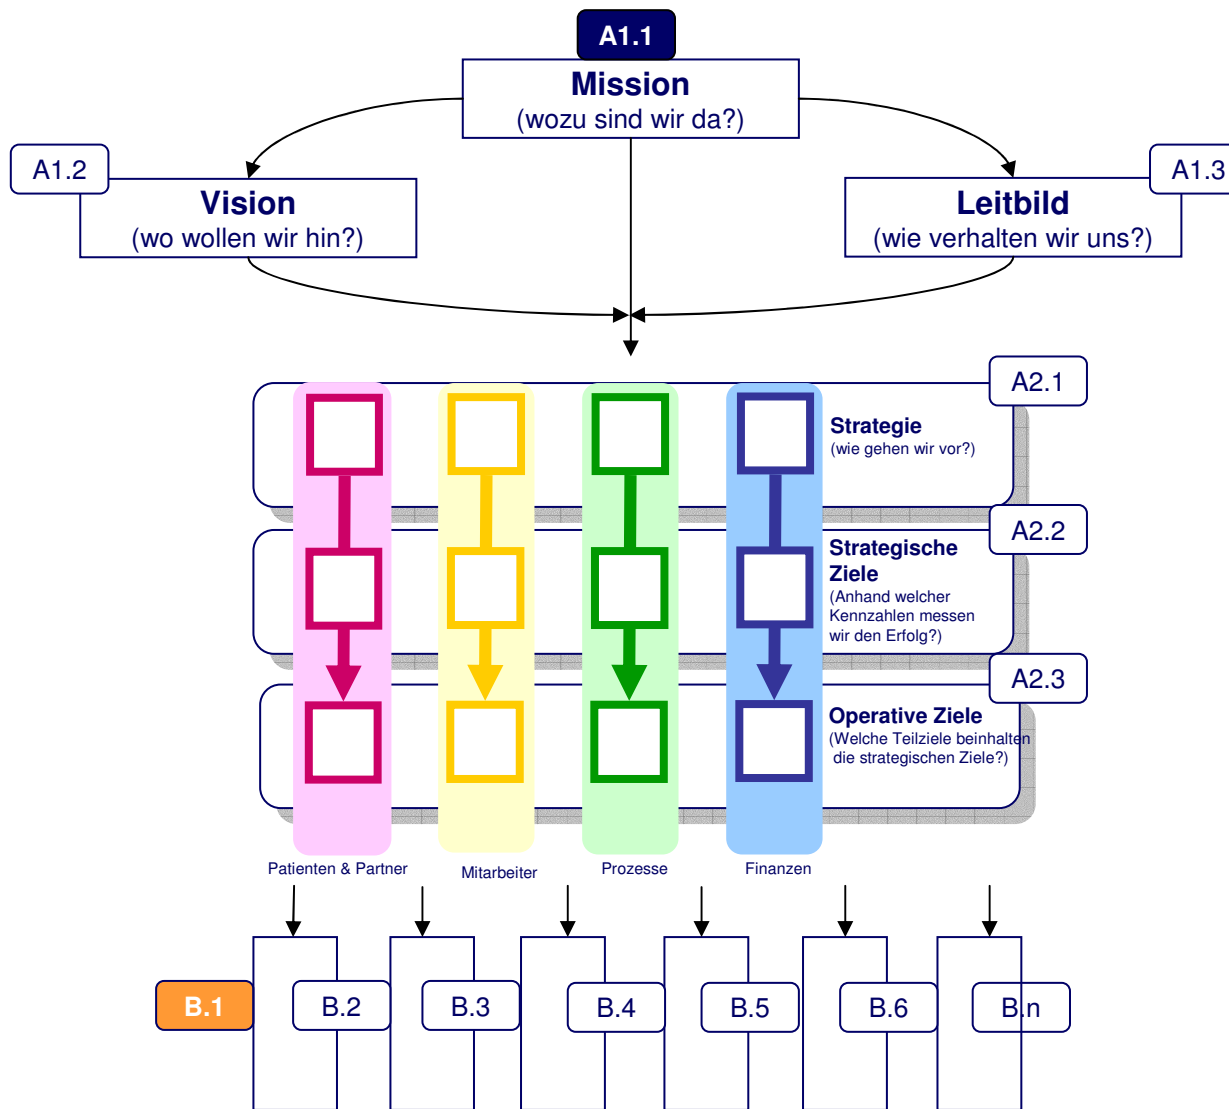 A1.1
Mission
(wozu sind wir da?)
A1.2
Vision
(wo wollen wir hin?)
A1.3
Leitbild
(wie verhalten wir uns?)
A2.1
Strategie
(wie gehen wir vor?)
A2.2
Strategische
Ziele
(Anhand welcher
Kennzahlen messen
wir den Erfolg?)
A2.3
Operative Ziele
(Welche Teilziele beinhalten
die strategischen Ziele?)
Patienten & Partner
Mitarbeiter
Prozesse
Finanzen
B.1
B.2
B.3
B.4
B.5
B.6
B.n